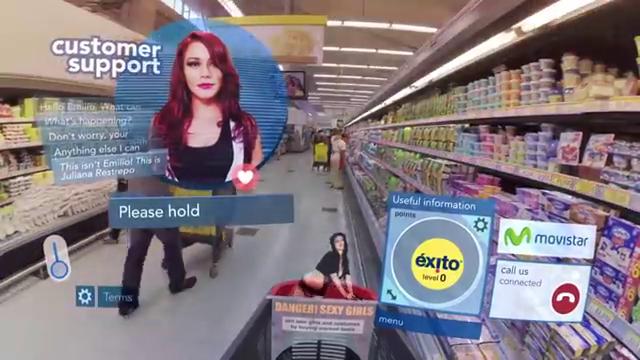 customer
support
Hello Emilio, What can
What's happening?
Don't worry, your
Anything else I can
This isn't Emilio! This is
Juliana Restrepo
Please hold
Terms
Useful information
points
éxito
level 0
menu
movistar
call us
connected
DANGER! SEXY GIRLS